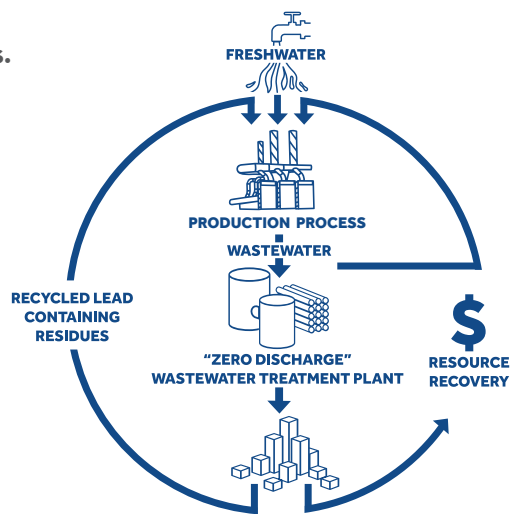 s.
FRESHWATER
PRODUCTION PROCESS
WASTEWATER
RECYCLED LEAD
CONTAINING
RESIDUES
"ZERO DISCHARGE"
WASTEWATER TREATMENT PLANT
$
RESOURCE
RECOVERY